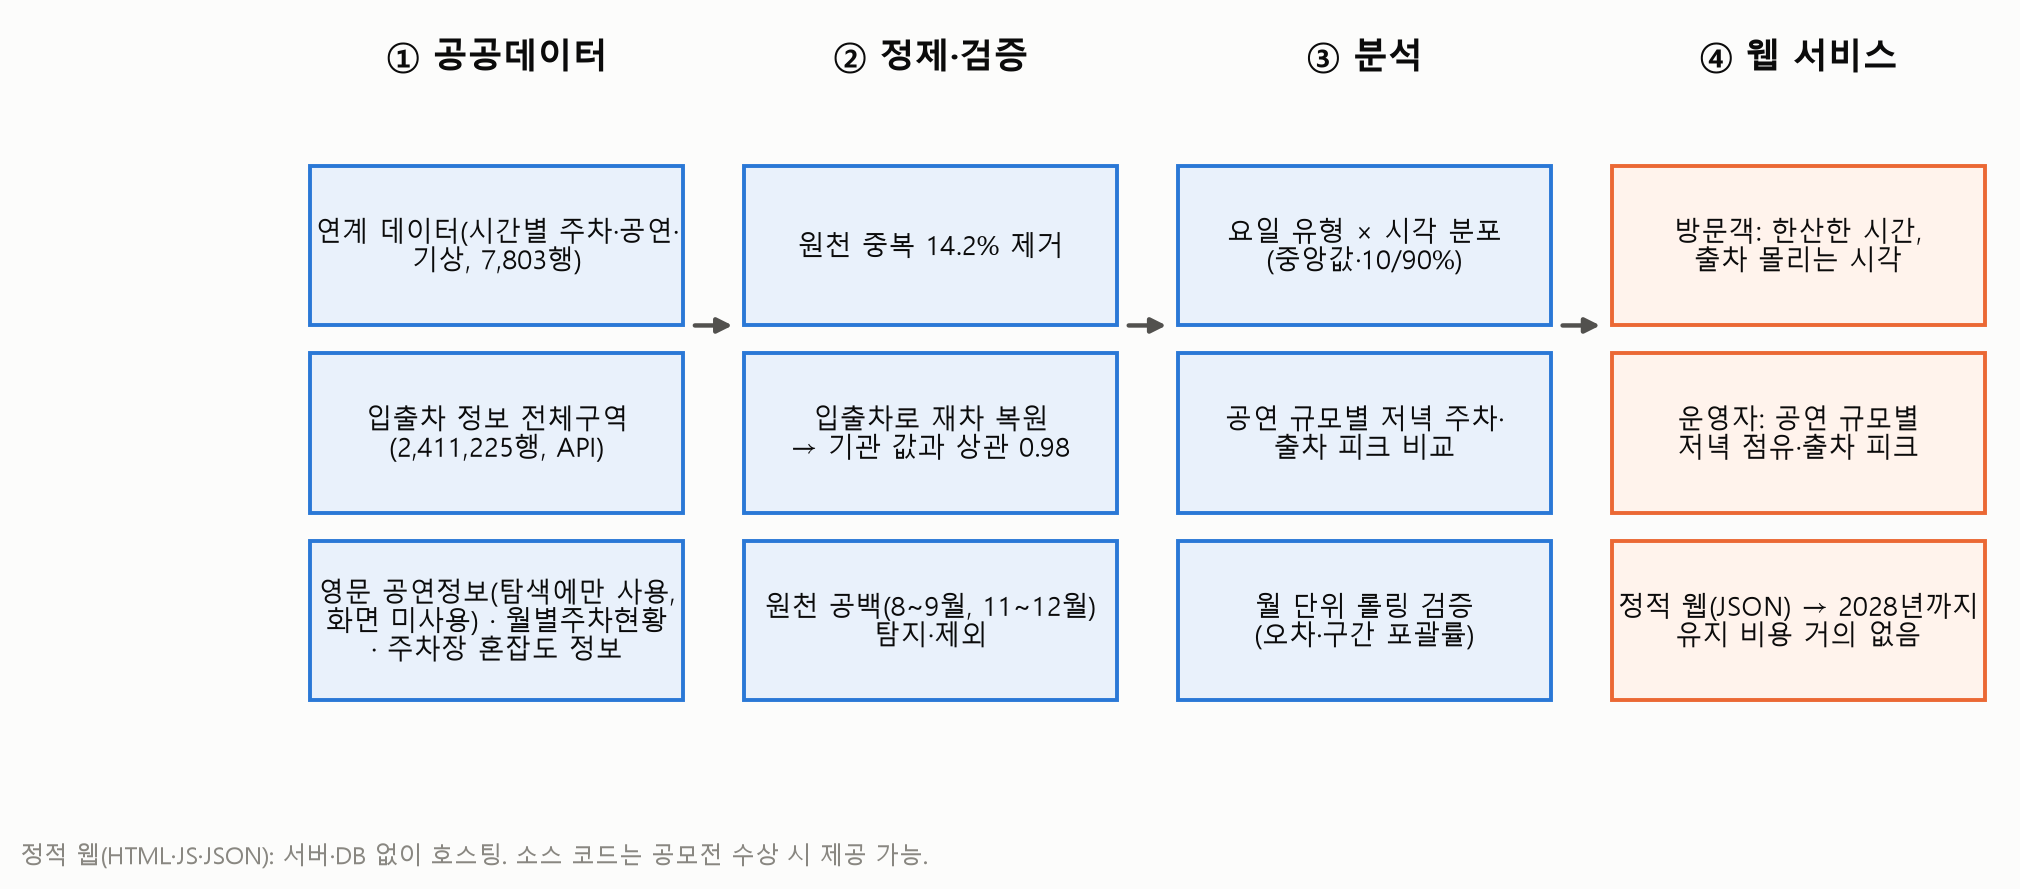 ① 공공데이터
② 정제·검증
③ 분석
④ 웹 서비스
연계 데이터(시간별 주차·공연·
기상, 7,803행)
원천 중복 14.2% 제거
요일 유형 × 시각 분포
(중앙값·10/90%)
방문객: 한산한 시간,
출차 몰리는 시각
입출차 정보 전체구역
(2,411,225행, API)
입출차로 재차 복원
→ 기관 값과 상관 0.98
공연 규모별 저녁 주차·
출차 피크 비교
운영자: 공연 규모별
저녁 점유·출차 피크
영문 공연정보(탐색에만 사용,
화면 미사용) · 월별주차현황
· 주차장 혼잡도 정보
원천 공백(8~9월, 11~12월)
탐지·제외
월 단위 롤링 검증
(오차·구간 포괄률)
정적 웹(JSON) → 2028년까지
유지 비용 거의 없음
정적 웹(HTML·JS·JSON): 서버·DB 없이 호스팅. 소스 코드는 공모전 수상 시 제공 가능.